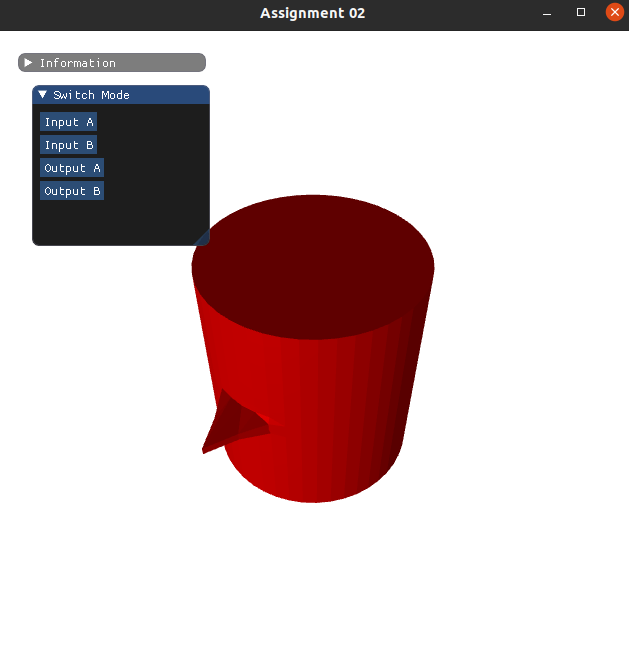 Assignment 02
Information
Switch Mode
Input A
Input B
Output A
Output B